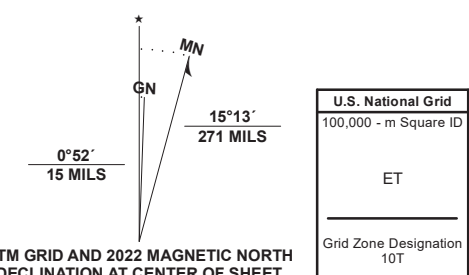 ★
MN
GN
15°13´
271 MILS
0°52´
15 MILS
TM GRID AND 2022 MAGNETIC NORTH
DECLINATION AT CENTER OF SHEET
U.S. National Grid
100,000 - m Square ID
ET
Grid Zone Designation
10T